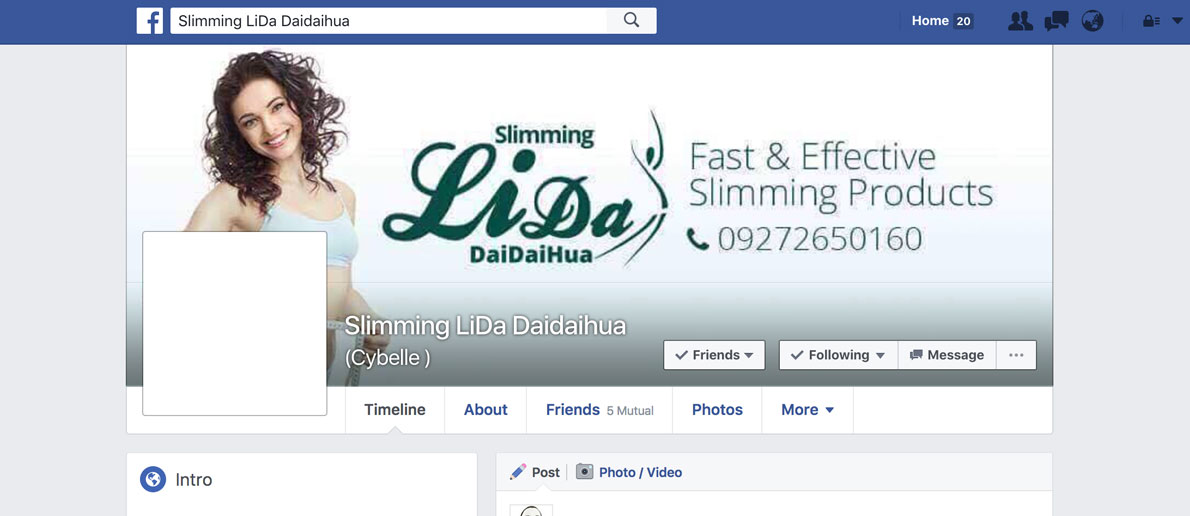 Slimming LiDa Daidaihua
Home 20
Slimming
LiDa
DaiDaiHua
Fast & Effective
Slimming Products
09272650160
Slimming LiDa Daidaihua
(Cybelle )
Friends
Following
Message
Timeline
About
Friends 5 Mutual
Photos
More
Intro
Post
Photo / Video